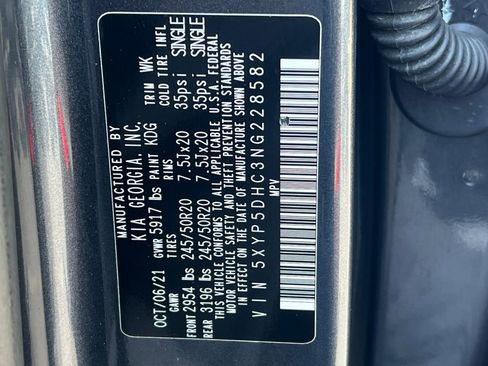 MANUFACTURED BY
KIA GEORGIA, INC.
OCT/06/21 GVWR 5917 lbs PAINT KDG TRIM WK
GAWR TIRES RIMS COLD TIRE INFL
FRONT 2954 lbs 245/50R20 7.5Jx20 35psi SINGLE
REAR 3196 lbs 245/50R20 7.5Jx20 35psi SINGLE
THIS VEHICLE CONFORMS TO ALL APPLICABLE U.S.A. FEDERAL
MOTOR VEHICLE SAFETY AND THEFT PREVENTION STANDARDS
IN EFFECT ON THE DATE OF MANUFACTURE SHOWN ABOVE
VIN 5XYP5DHC3NG228582
MPV